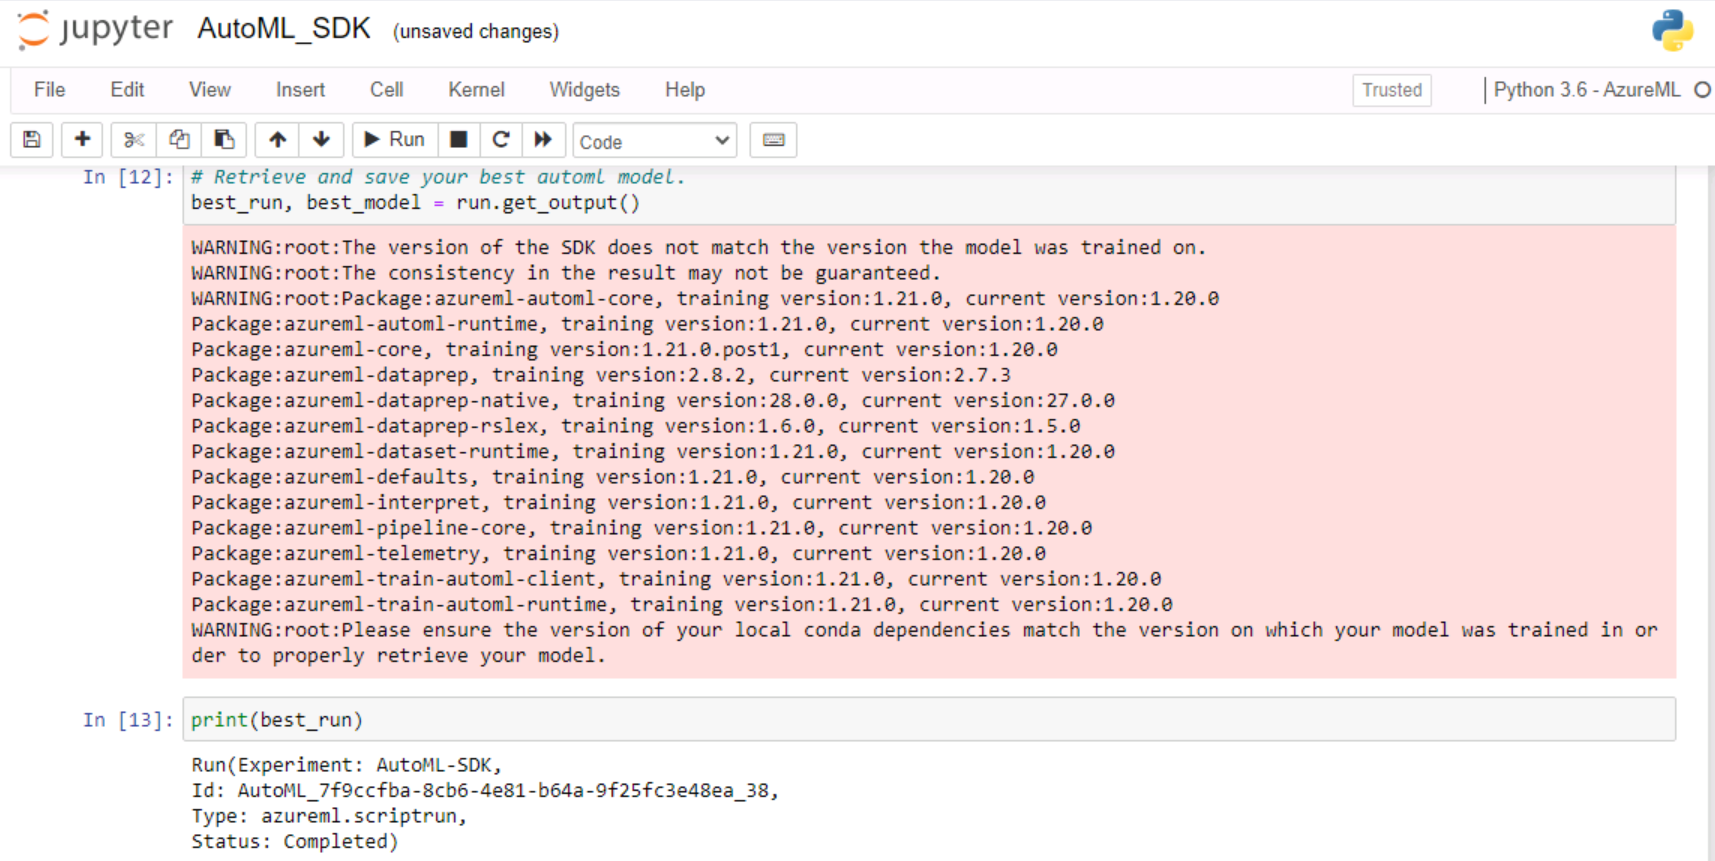 jupyter AutoML_SDK (unsaved changes)
File Edit View Insert Cell Kernel Widgets Help Trusted Python 3.6 - AzureML
Run Code
In [12]: # Retrieve and save your best automl model.
best_run, best_model = run.get_output()
WARNING:root:The version of the SDK does not match the version the model was trained on.
WARNING:root:The consistency in the result may not be guaranteed.
WARNING:root:Package:azureml-automl-core, training version:1.21.0, current version:1.20.0
Package:azureml-automl-runtime, training version:1.21.0, current version:1.20.0
Package:azureml-core, training version:1.21.0.post1, current version:1.20.0
Package:azureml-dataprep, training version:2.8.2, current version:2.7.3
Package:azureml-dataprep-native, training version:28.0.0, current version:27.0.0
Package:azureml-dataprep-rslex, training version:1.6.0, current version:1.5.0
Package:azureml-dataset-runtime, training version:1.21.0, current version:1.20.0
Package:azureml-defaults, training version:1.21.0, current version:1.20.0
Package:azureml-interpret, training version:1.21.0, current version:1.20.0
Package:azureml-pipeline-core, training version:1.21.0, current version:1.20.0
Package:azureml-telemetry, training version:1.21.0, current version:1.20.0
Package:azureml-train-automl-client, training version:1.21.0, current version:1.20.0
Package:azureml-train-automl-runtime, training version:1.21.0, current version:1.20.0
WARNING:root:Please ensure the version of your local conda dependencies match the version on which your model was trained in or
der to properly retrieve your model.
In [13]: print(best_run)
Run(Experiment: AutoML-SDK,
Id: AutoML_7f9ccfba-8cb6-4e81-b64a-9f25fc3e48ea_38,
Type: azureml.scriptrun,
Status: Completed)